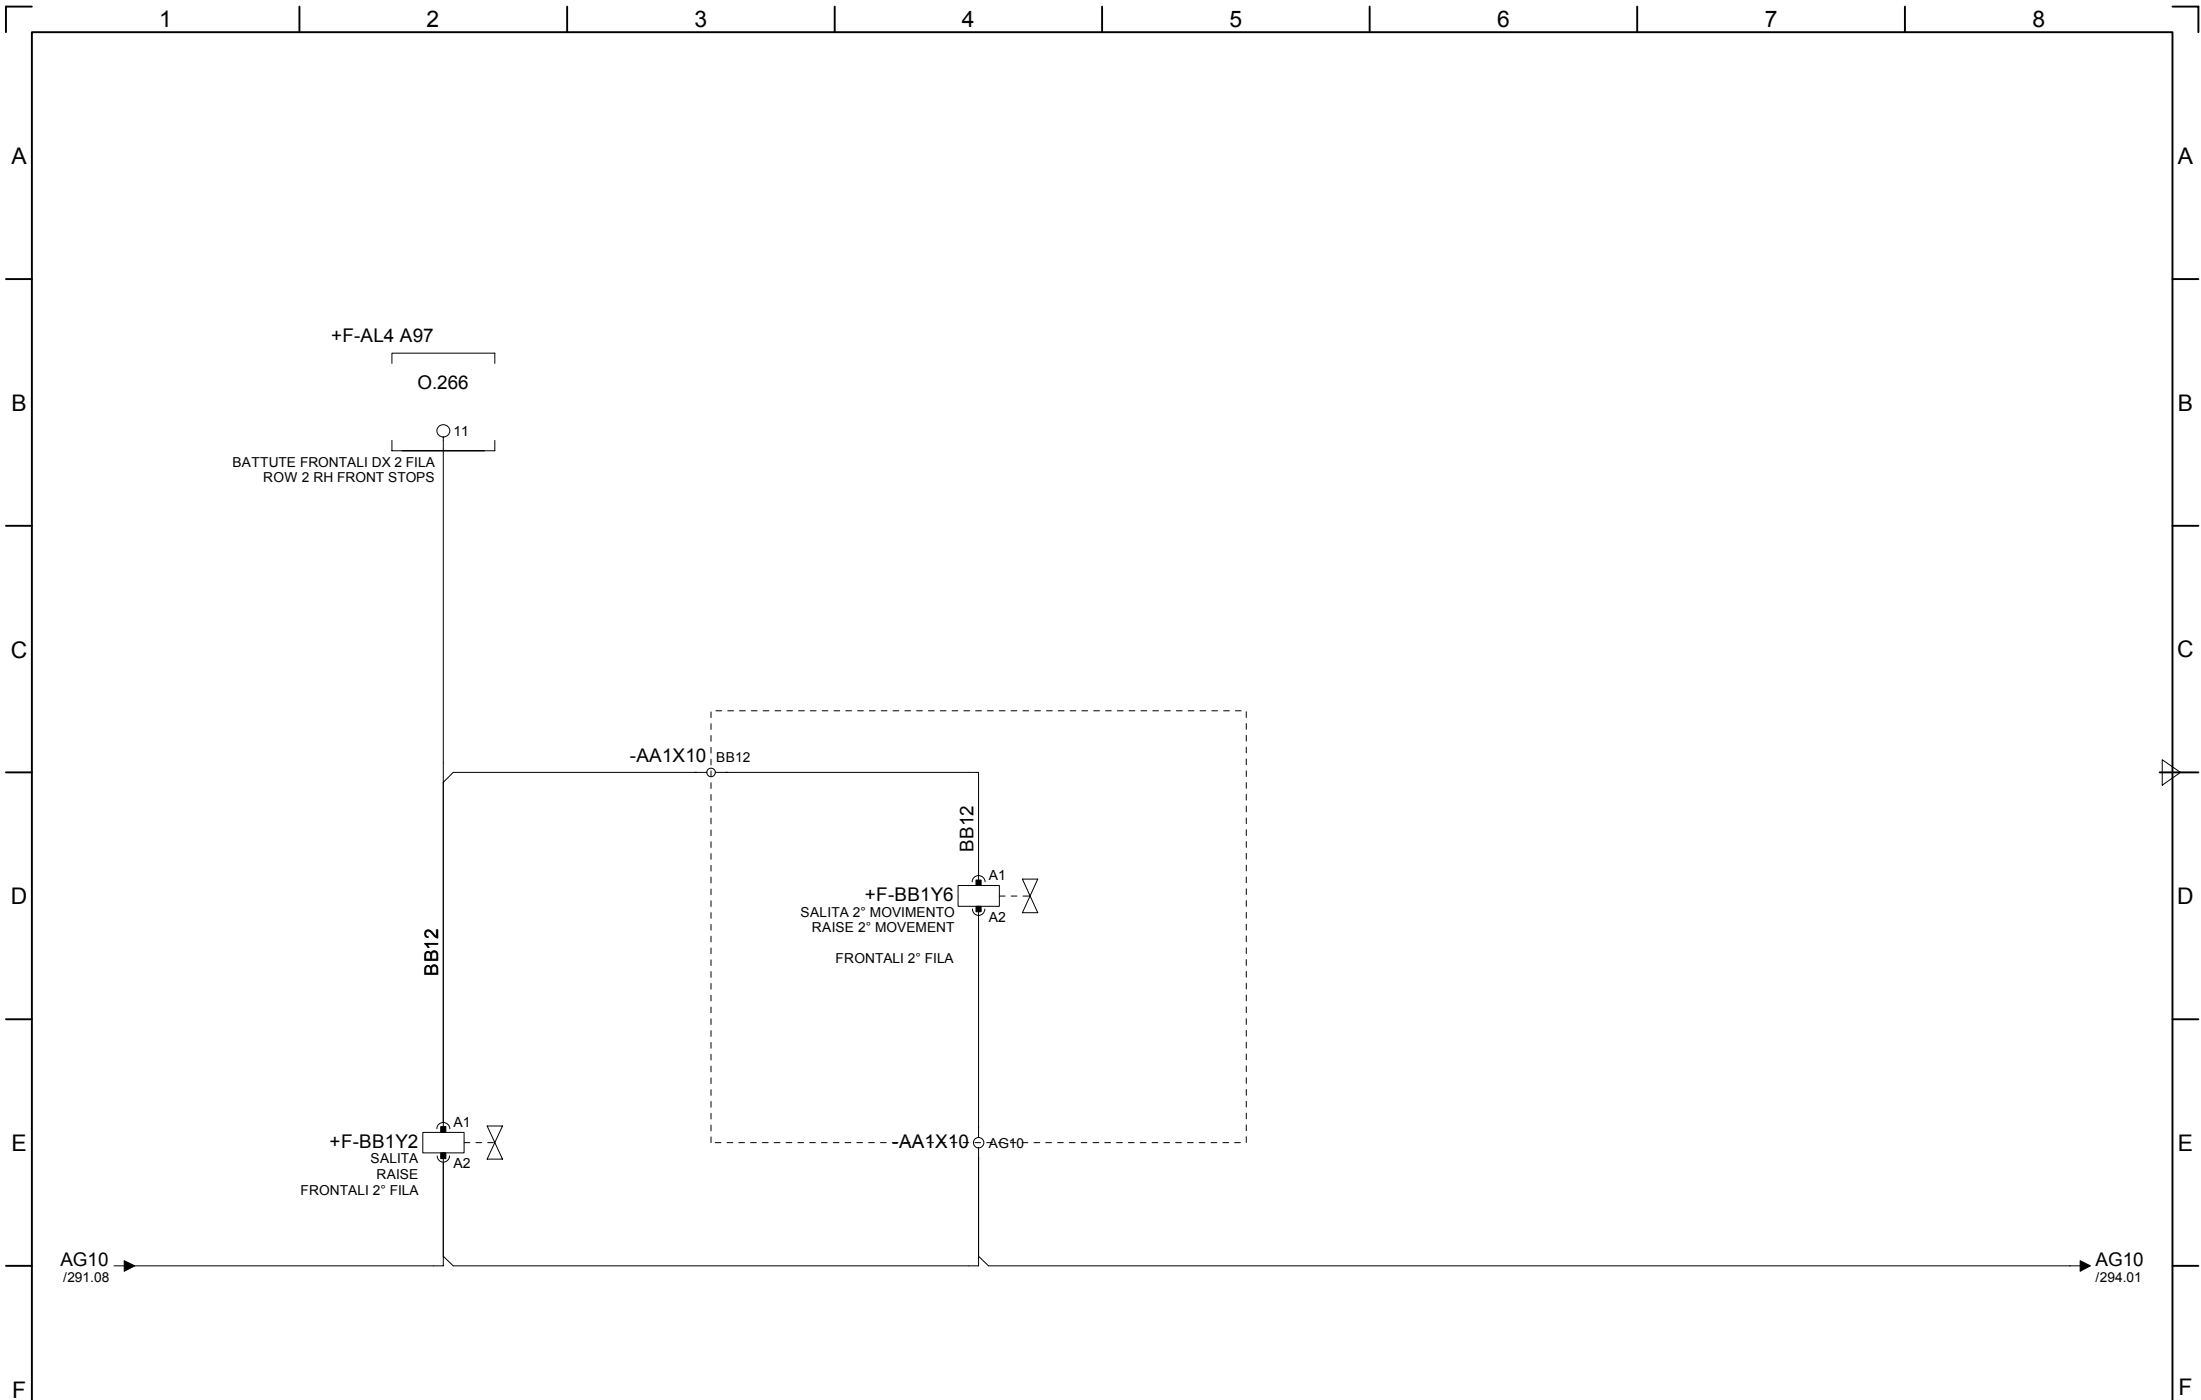 1 2 3 4 5 6 7 8
A A
+F-AL4 A97
O.266
B B
11
BATTUTE FRONTALI DX 2 FILA
ROW 2 RH FRONT STOPS
C C
-AA1X10 BB12
BB12
A1
+F-BB1Y6
D D
SALITA 2° MOVIMENTO
A2
RAISE 2° MOVEMENT
FRONTALI 2° FILA
BB12
A1
+F-BB1Y2
-AA1X10 AG10
E E
SALITA
A2
RAISE
FRONTALI 2° FILA
AG10
/291.08
AG10
/294.01
F F